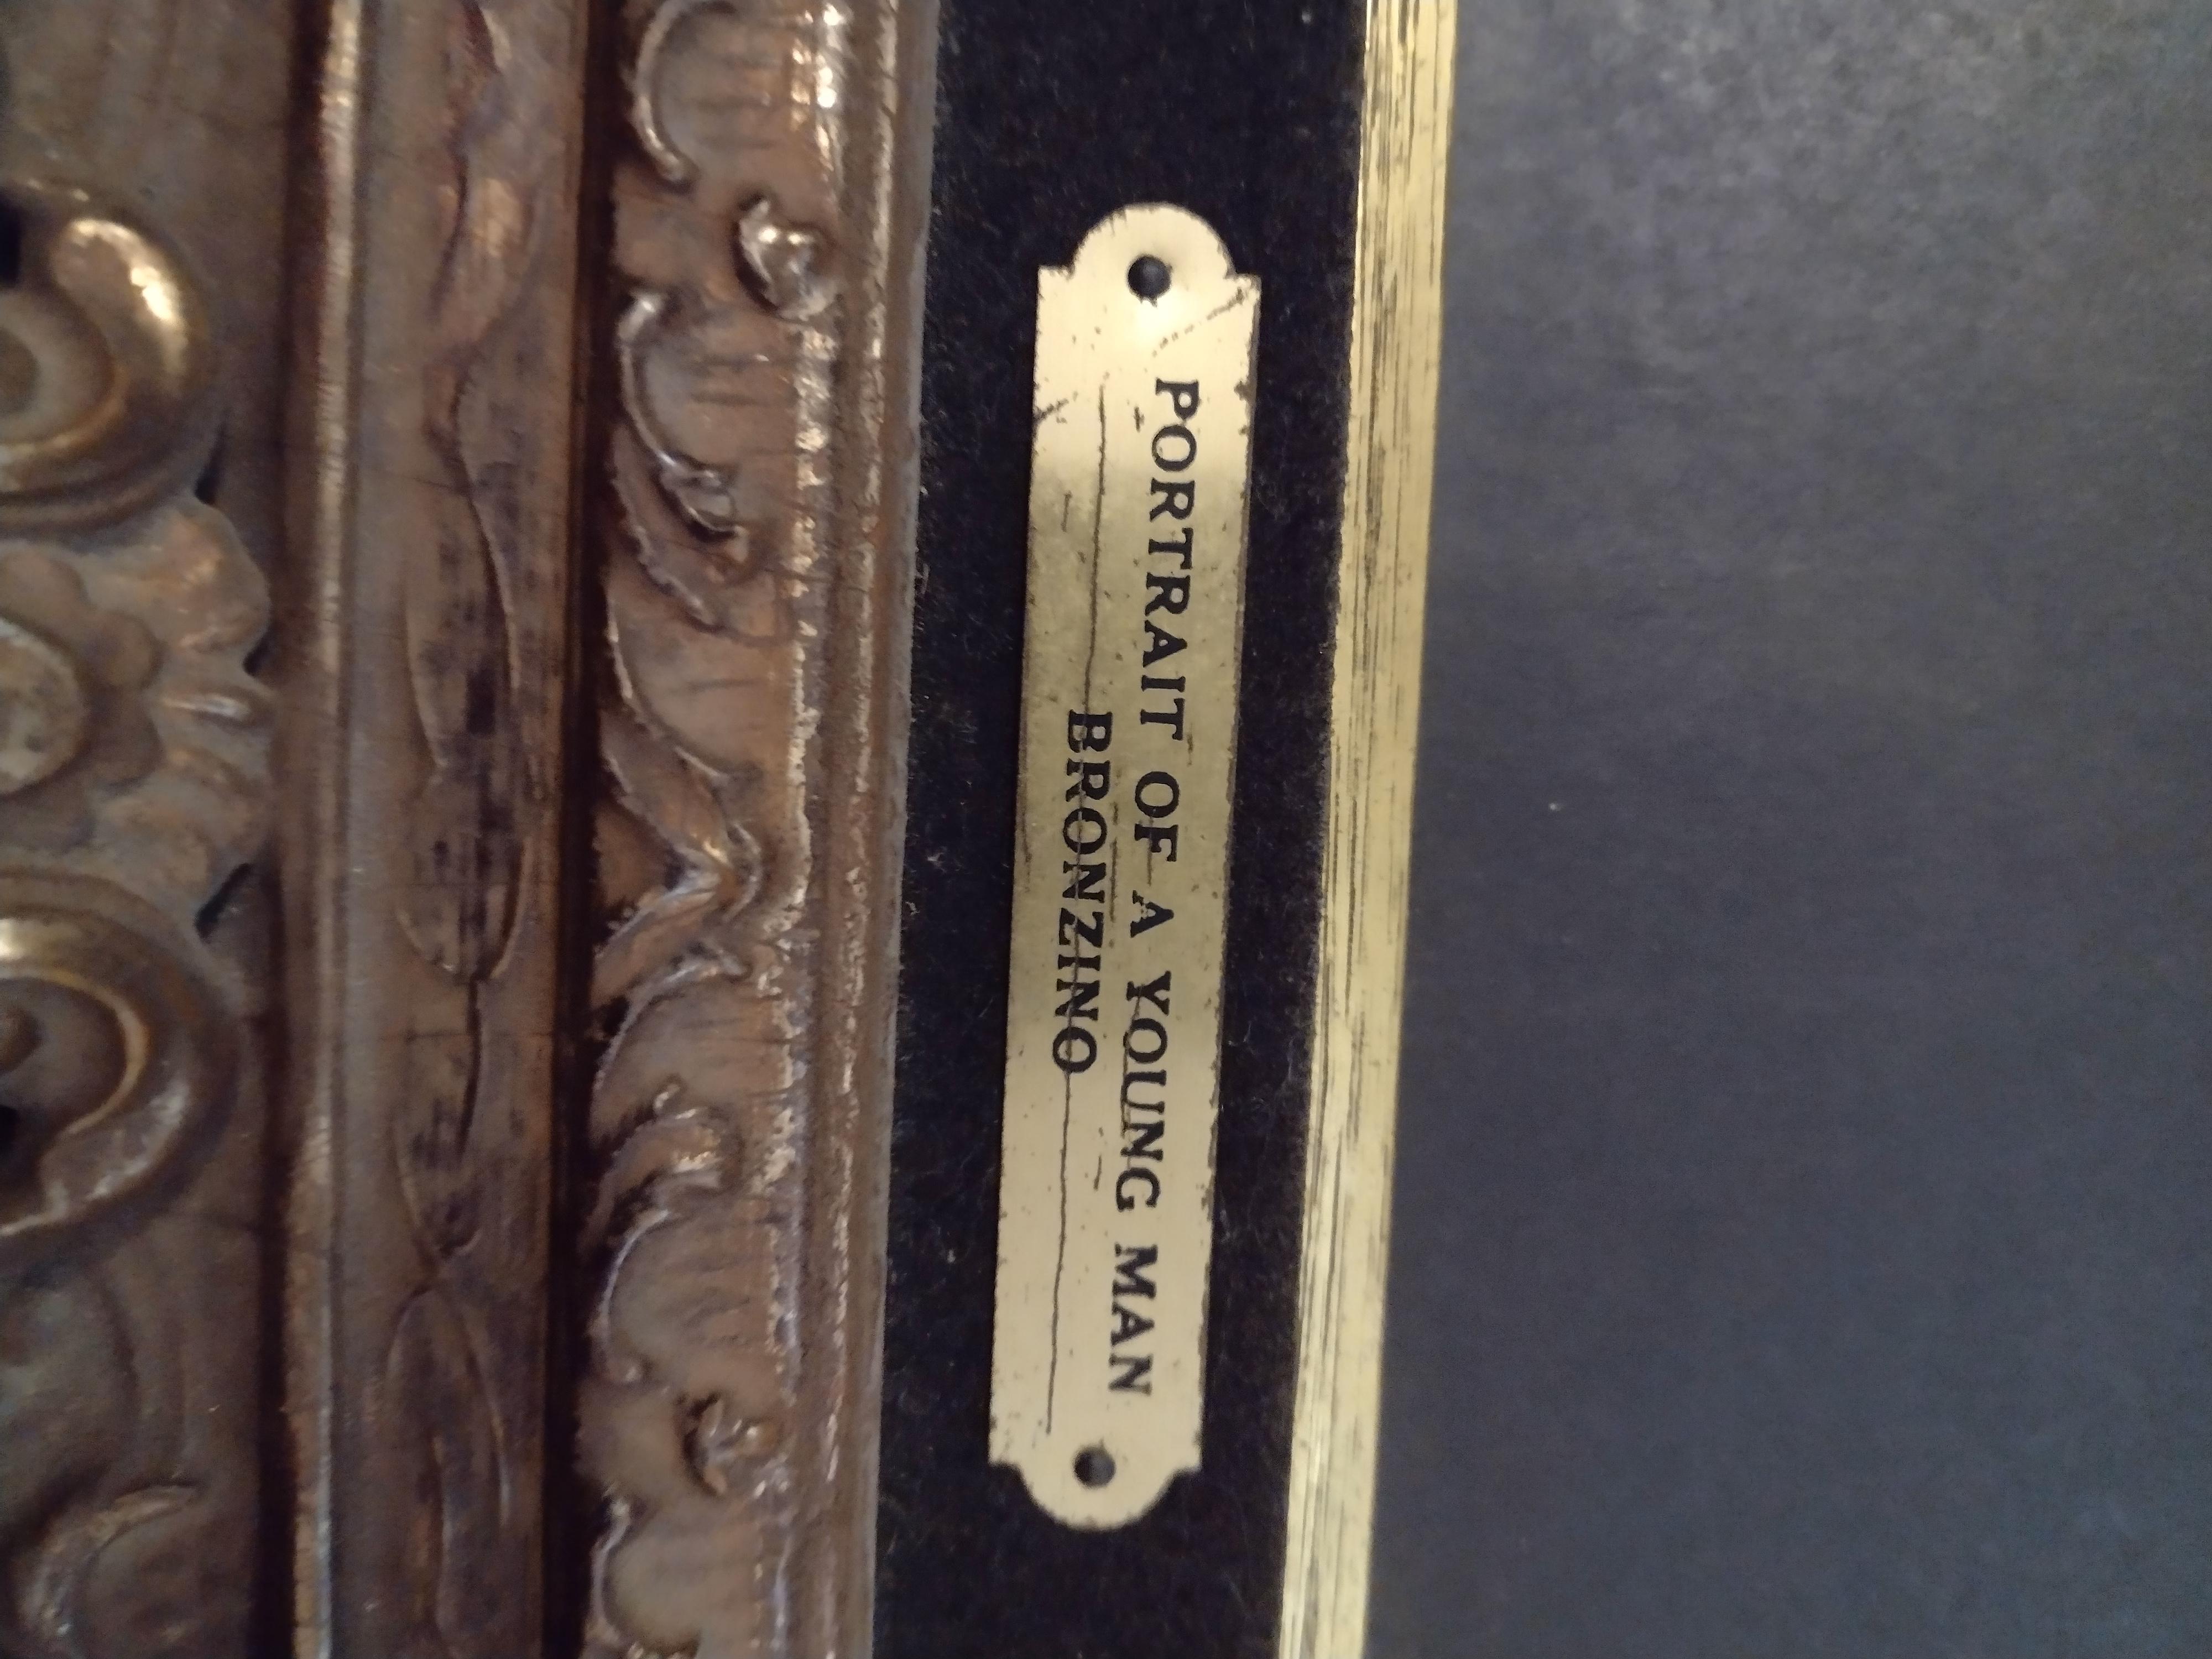 PORTRAIT OF A YOUNG MAN
BRONZINO